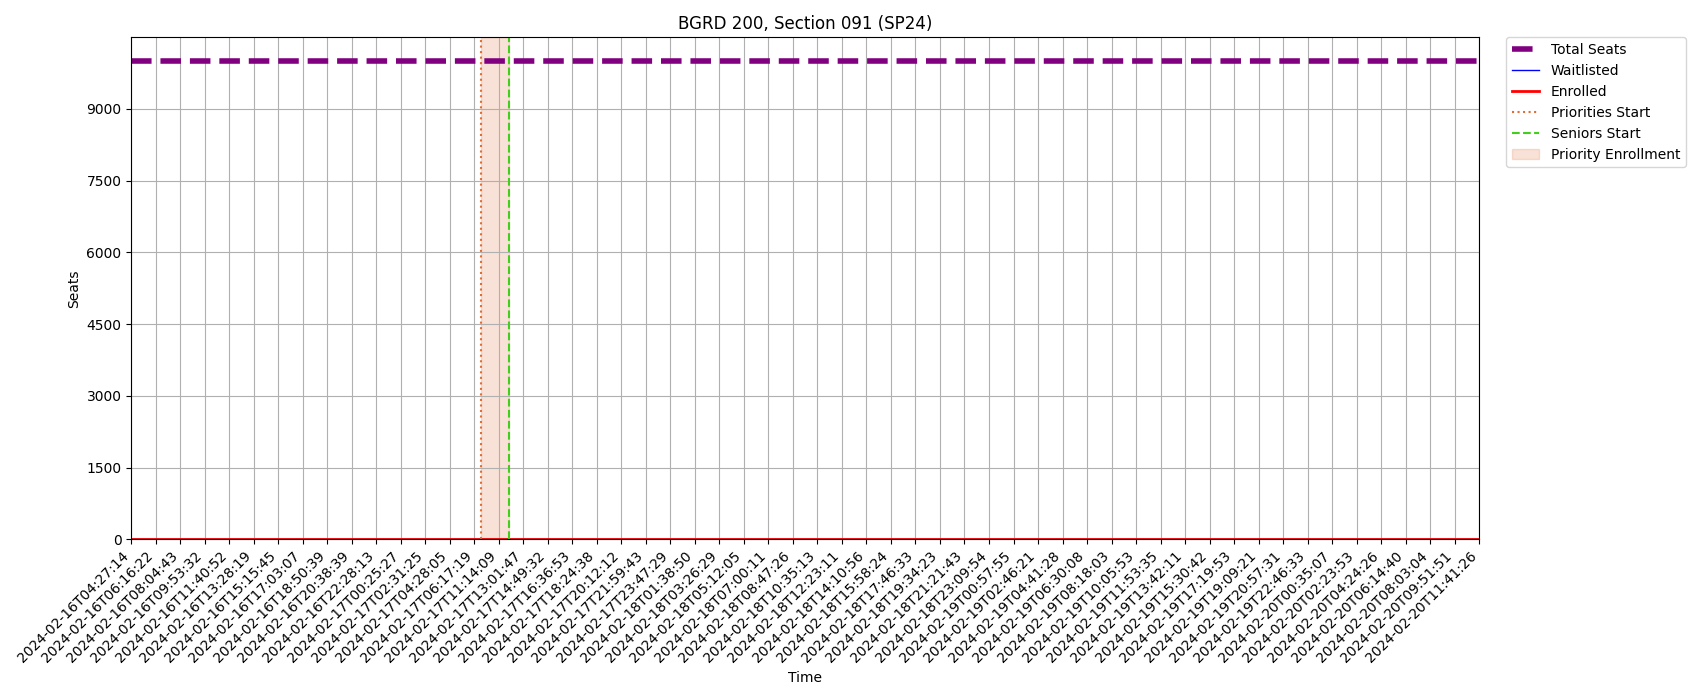 BGRD 200, Section 091 (SP24)
Total Seats
Waitlisted
Enrolled
Priorities Start
Seniors Start
Priority Enrollment
Seats
9000
7500
6000
4500
3000
1500
0
2024-02-16T04:27:14
2024-02-16T06:16:22
2024-02-16T08:04:43
2024-02-16T09:53:32
2024-02-16T11:40:52
2024-02-16T13:28:19
2024-02-16T15:15:45
2024-02-16T17:03:07
2024-02-16T18:50:39
2024-02-16T20:38:39
2024-02-16T22:28:13
2024-02-17T00:25:27
2024-02-17T02:31:25
2024-02-17T04:28:05
2024-02-17T06:17:19
2024-02-17T11:14:09
2024-02-17T13:01:47
2024-02-17T14:49:32
2024-02-17T16:36:53
2024-02-17T18:24:38
2024-02-17T20:12:12
2024-02-17T21:59:43
2024-02-17T23:47:29
2024-02-18T01:38:50
2024-02-18T03:26:29
2024-02-18T05:12:05
2024-02-18T07:00:11
2024-02-18T08:47:26
2024-02-18T10:35:13
2024-02-18T12:23:11
2024-02-18T14:10:56
2024-02-18T15:58:24
2024-02-18T17:46:33
2024-02-18T19:34:23
2024-02-18T21:21:43
2024-02-18T23:09:54
2024-02-19T00:57:55
2024-02-19T02:46:21
2024-02-19T04:41:28
2024-02-19T06:30:08
2024-02-19T08:18:03
2024-02-19T10:05:53
2024-02-19T11:53:35
2024-02-19T13:42:11
2024-02-19T15:30:42
2024-02-19T17:19:53
2024-02-19T19:09:21
2024-02-19T20:57:31
2024-02-19T22:46:33
2024-02-20T00:35:07
2024-02-20T02:23:53
2024-02-20T04:24:26
2024-02-20T06:14:40
2024-02-20T08:03:04
2024-02-20T09:51:51
2024-02-20T11:41:26
Time